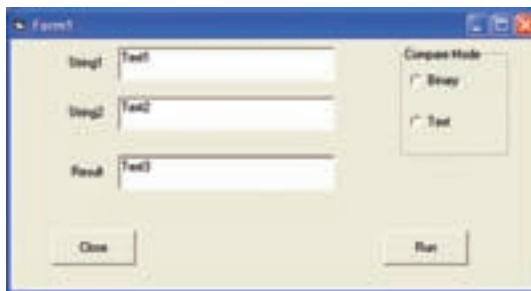 Form1
String1 Text1
Compare Mode
Binary
String2 Text2
Text
Result Text3
Close Run